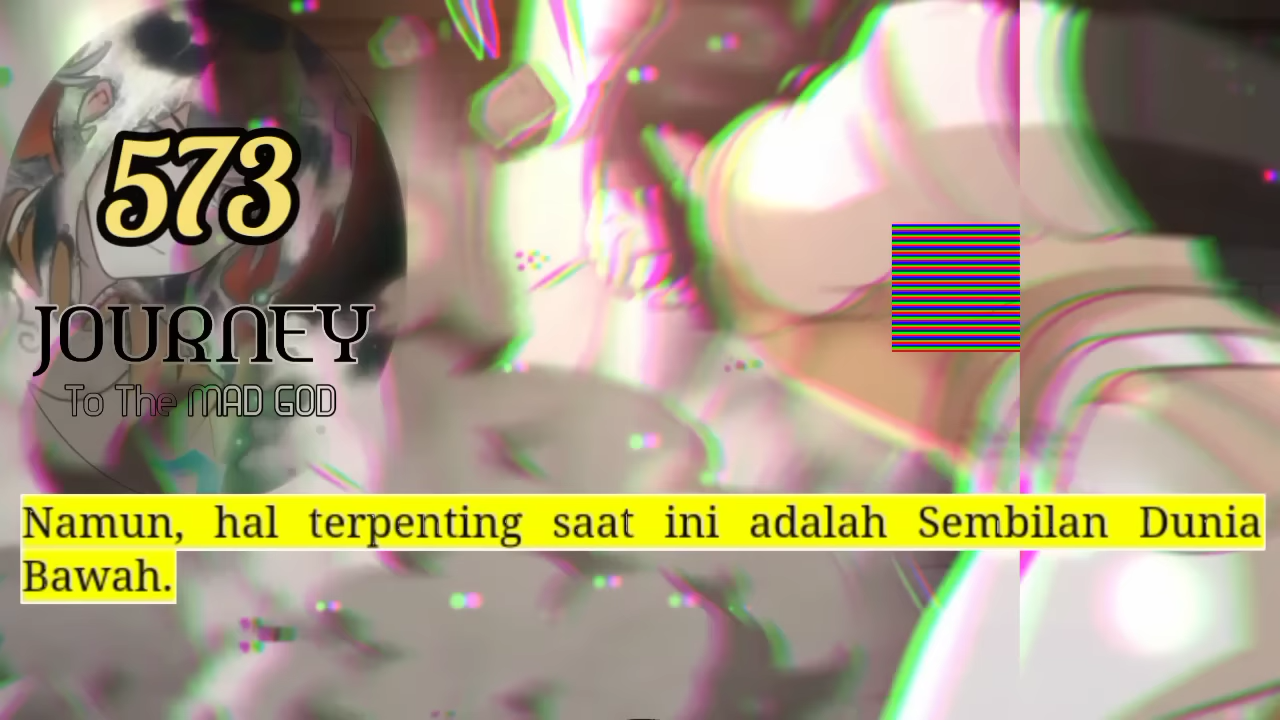 573
JOURNEY
To The MAD GOD
Namun, hal terpenting saat ini adalah Sembilan Dunia
Bawah.